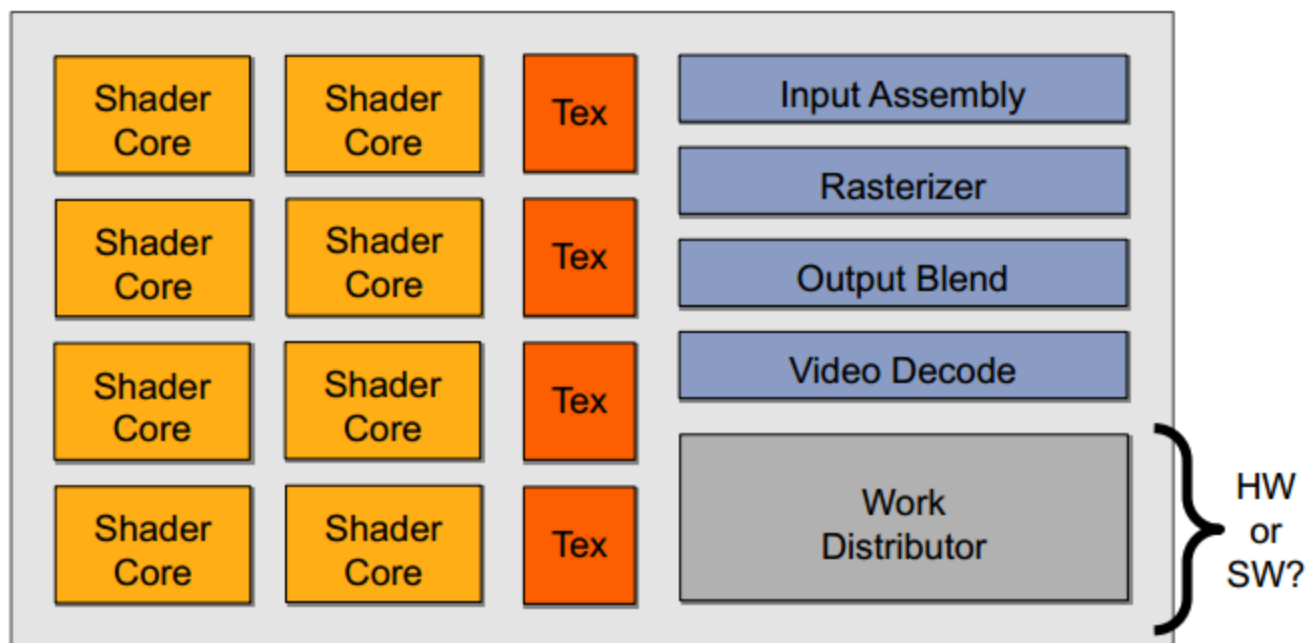 Shader
Core
Shader
Core
Tex
Input Assembly
Shader
Core
Shader
Core
Tex
Rasterizer
Output Blend
Shader
Core
Shader
Core
Tex
Video Decode
Shader
Core
Shader
Core
Tex
Work
Distributor
HW
or
SW?